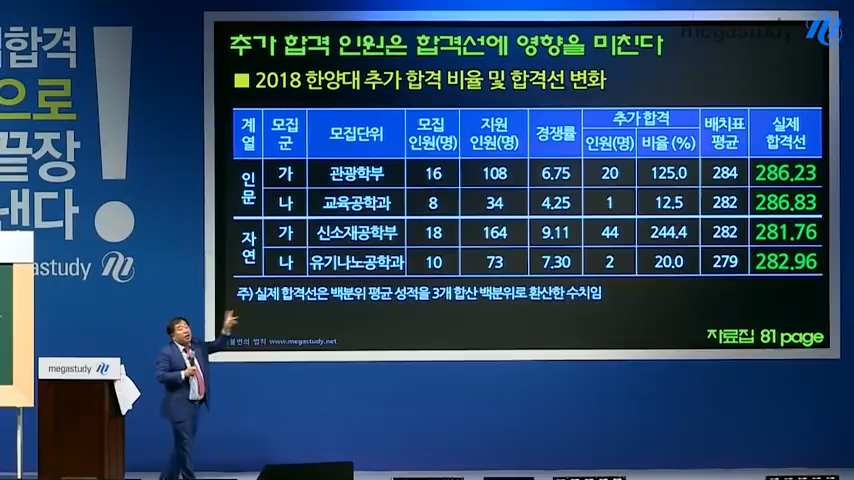 합격
으로
끝장
낸다
megastudy
추가 합격 인원은 합격선에 영향을 미친다
■ 2018 한양대 추가 합격 비율 및 합격선 변화
계열 모집군 모집단위 모집인원(명) 지원인원(명) 경쟁률 추가 합격 인원(명) 비율(%) 배치표 평균 실제 합격선
인문 가 관광학부 16 108 6.75 20 125.0 284 286.23
나 교육공학과 8 34 4.25 1 12.5 282 286.83
자연 가 신소재공학부 18 164 9.11 44 244.4 282 281.76
나 유기나노공학과 10 73 7.30 2 20.0 279 282.96
주) 실제 합격선은 백분위 평균 성적을 3개 합산 백분위로 환산한 수치임
자료집 81 page
법칙 www.megastudy.net
megastudy
megastudy